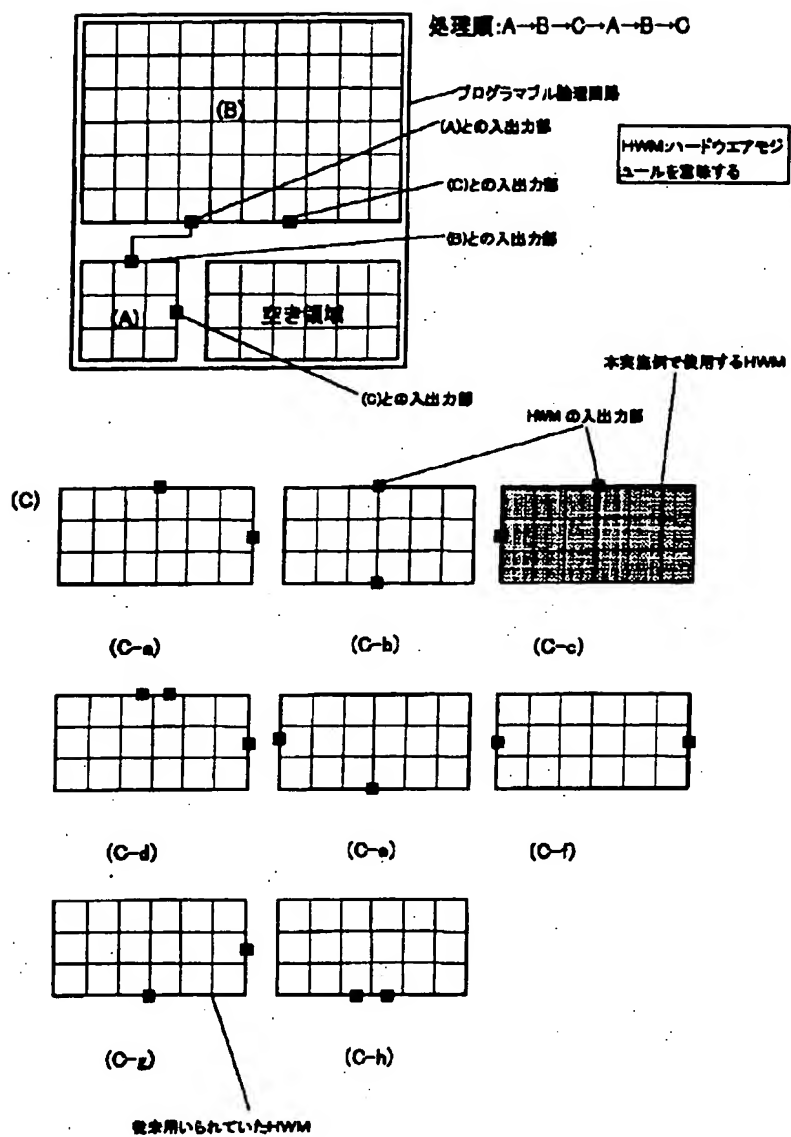 処理順:A→B→C→A→B→C
(B)
プログラマブル論理回路
(A)との入出力部
HWM:ハードウエアモジ
ュールを意味する
(C)との入出力部
(B)との入出力部
(A)
空き領域
本実施例で使用するHWM
(C)との入出力部
HWM の入出力部
(C)
(C-a)
(C-b)
(C-c)
(C-d)
(C-e)
(C-f)
(C-g)
(C-h)
従来用いられていたHWM